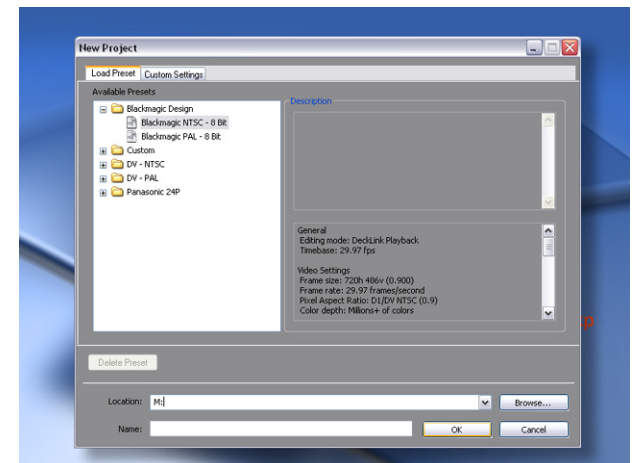 New Project
Load Preset Custom Settings
Available Presets
Description
Blackmagic Design
Blackmagic NTSC - 8 Bit
Blackmagic PAL - 8 Bit
Custom
DV - NTSC
DV - PAL
Panasonic 24P
General
Editing mode: DeckLink Playback
Timebase: 29.97 fps
Video Settings
Frame size: 720h 486v (0.900)
Frame rate: 29.97 frames/second
Pixel Aspect Ratio: D1/DV NTSC (0.9)
Color depth: Millions+ of colors
Delete Preset
Location: M:
Browse...
Name:
OK Cancel